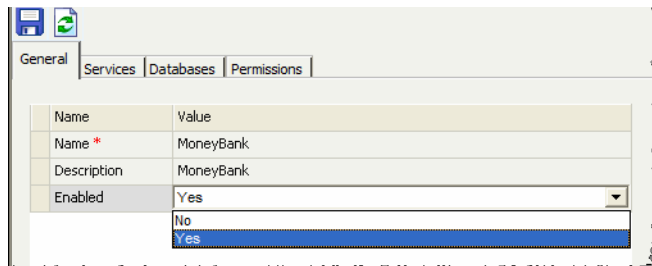 General Services Databases Permissions
Name Value
Name * MoneyBank
Description MoneyBank
Enabled Yes
No
Yes